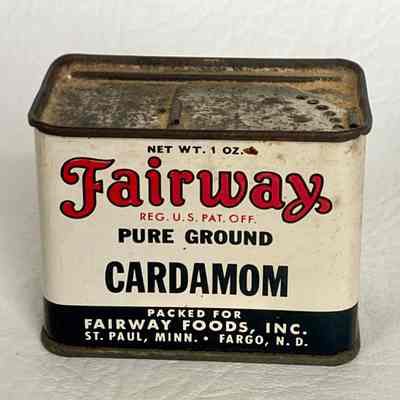 NET WT. 1 OZ.
Fairway
REG. U.S. PAT. OFF.
PURE GROUND
CARDAMOM
PACKED FOR
FAIRWAY FOODS, INC.
ST. PAUL, MINN. • FARGO, N. D.